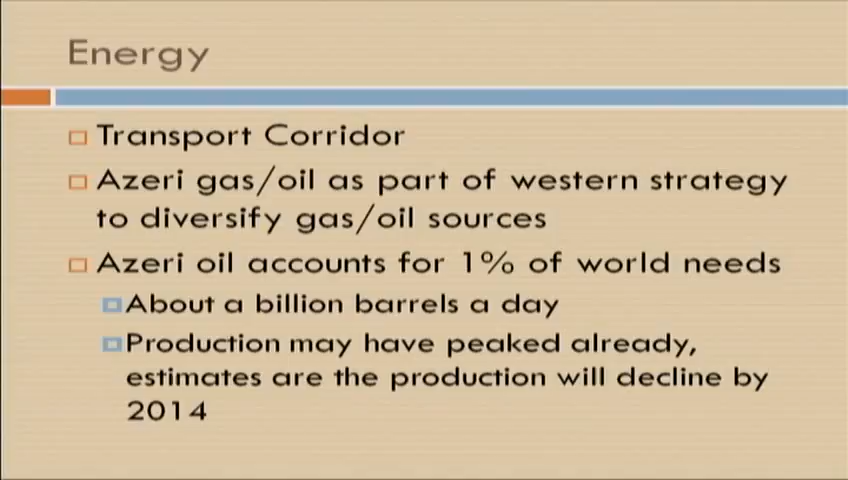 Energy
Transport Corridor
Azeri gas/oil as part of western strategy
to diversify gas/oil sources
Azeri oil accounts for 1% of world needs
About a billion barrels a day
Production may have peaked already,
estimates are the production will decline by
2014